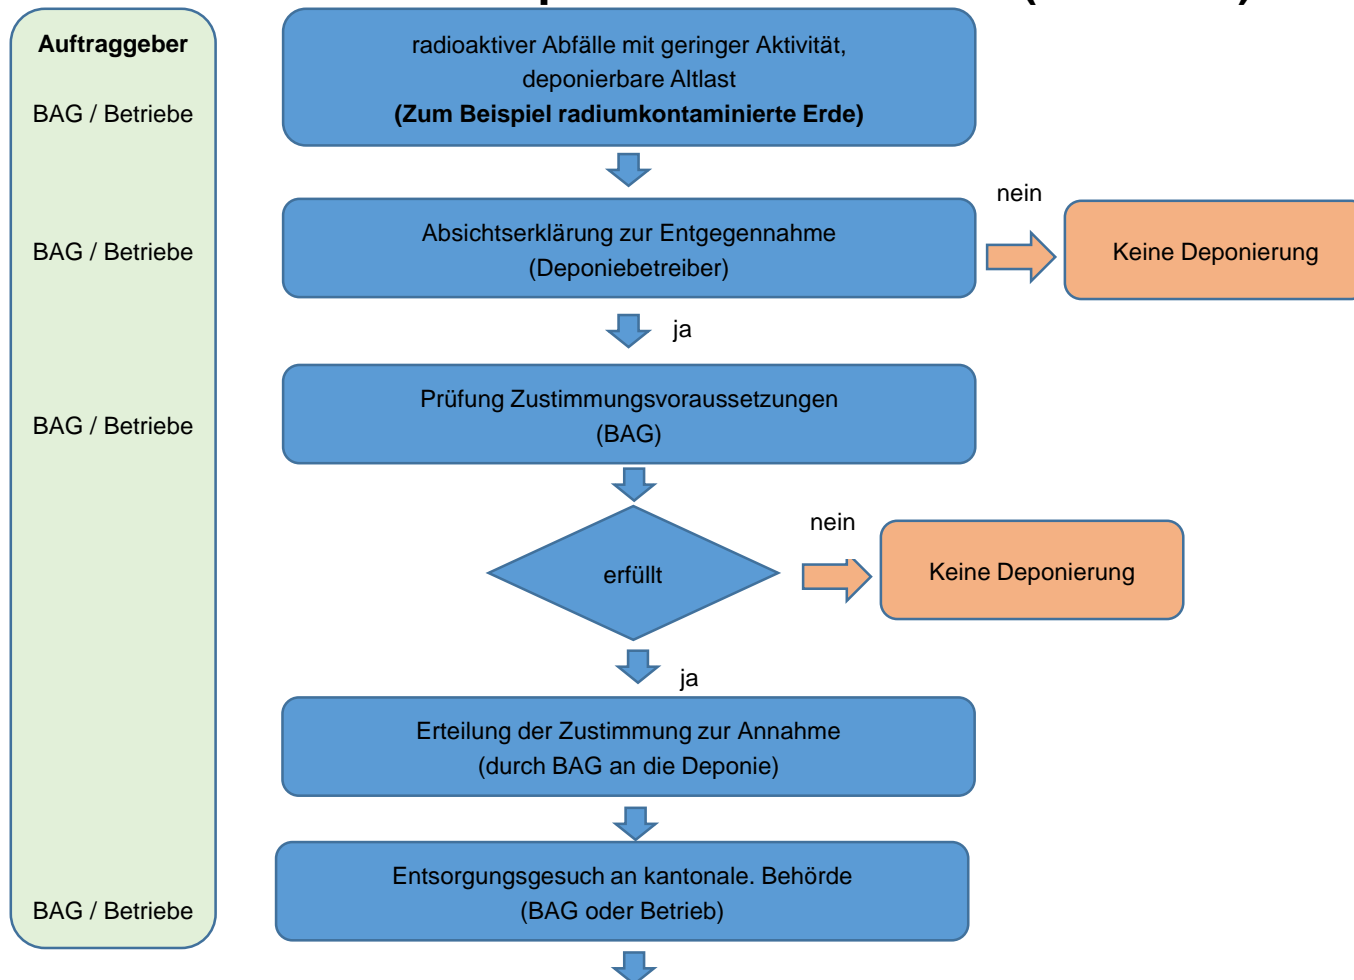 Auftraggeber
radioaktiver Abfälle mit geringer Aktivität,
deponierbare Altlast
(Zum Beispiel radiumkontaminierte Erde)
BAG / Betriebe
nein
Absichtserklärung zur Entgegennahme
(Deponiebetreiber)
BAG / Betriebe
Keine Deponierung
ja
Prüfung Zustimmungsvoraussetzungen
(BAG)
BAG / Betriebe
nein
erfüllt
Keine Deponierung
ja
Erteilung der Zustimmung zur Annahme
(durch BAG an die Deponie)
Entsorgungsgesuch an kantonale. Behörde
(BAG oder Betrieb)
BAG / Betriebe